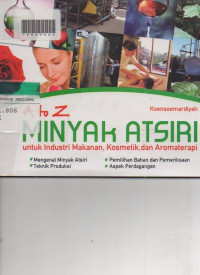 Koensoemardiyah
A to Z
MINYAK ATSIRI
untuk Industri Makanan, Kosmetik, dan Aromaterapi
Mengenal Minyak Atsiri
Teknik Produksi
Pemilihan Bahan dan Pemeriksaan
Aspek Perdagangan